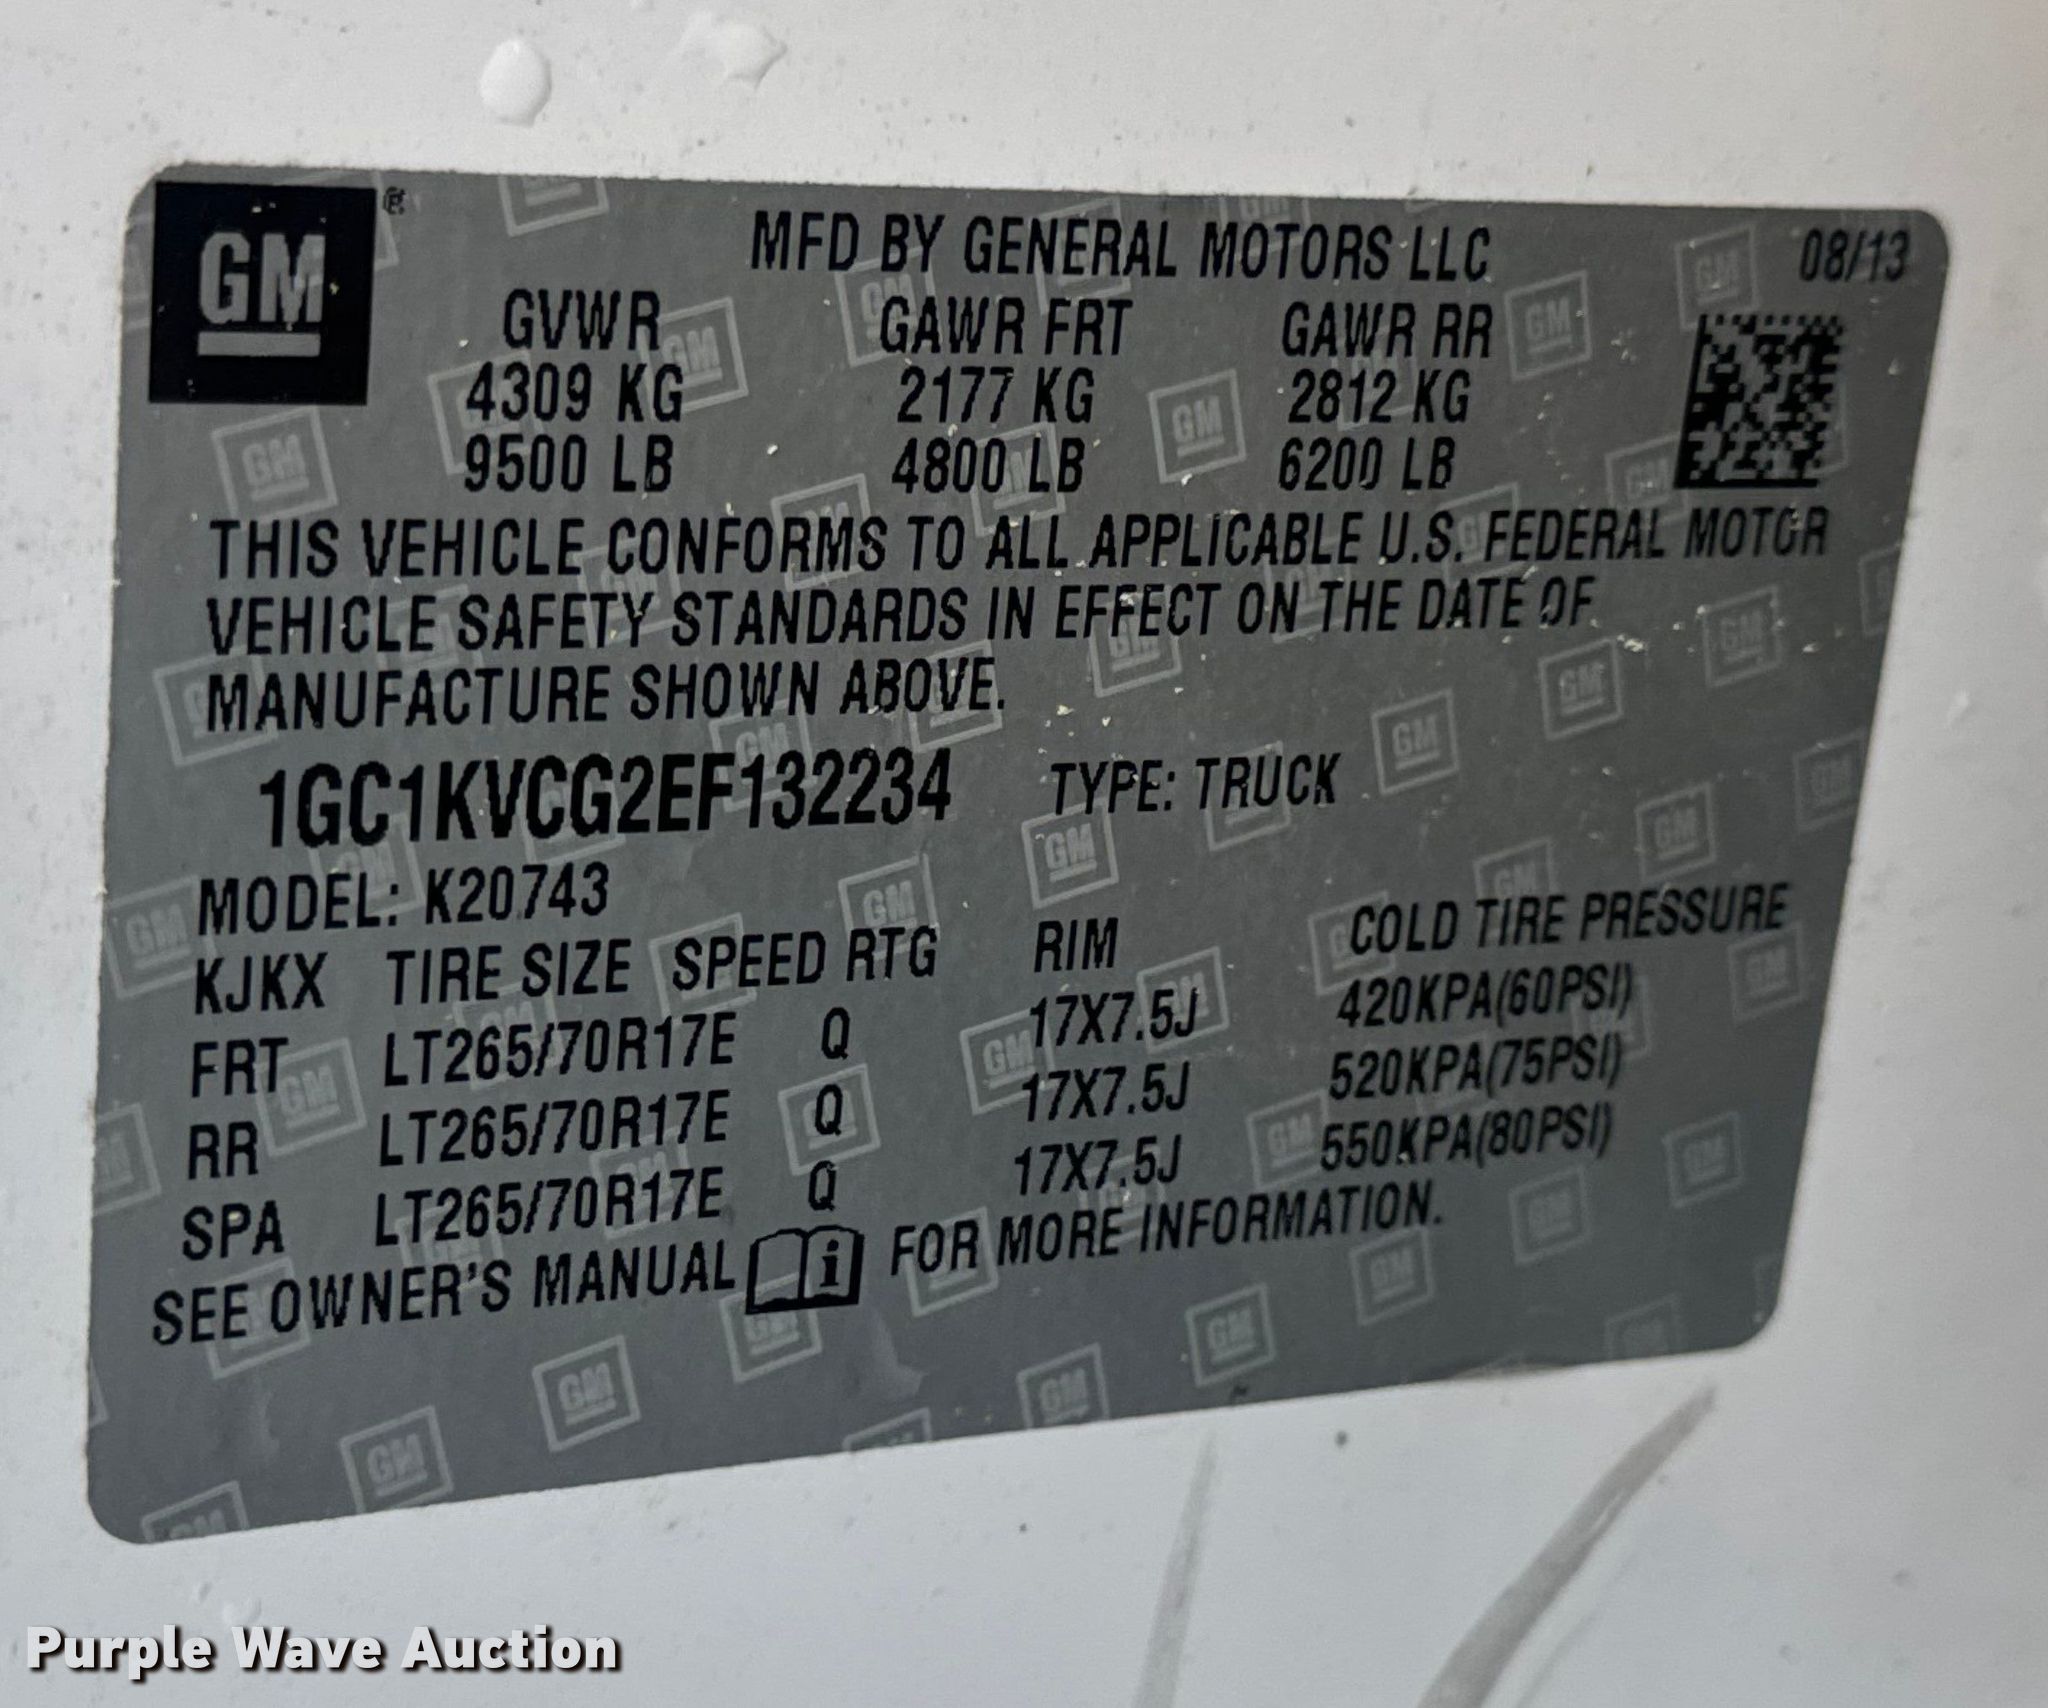 GM
MFD BY GENERAL MOTORS LLC 08/13
GVWR GAWR FRT GAWR RR
4309 KG 2177 KG 2812 KG
9500 LB 4800 LB 6200 LB
THIS VEHICLE CONFORMS TO ALL APPLICABLE U.S. FEDERAL MOTOR
VEHICLE SAFETY STANDARDS IN EFFECT ON THE DATE OF
MANUFACTURE SHOWN ABOVE.
1GC1KVCG2EF132234 TYPE: TRUCK
MODEL: K20743
KJKX TIRE SIZE SPEED RTG RIM COLD TIRE PRESSURE
FRT LT265/70R17E Q 17X7.5J 420KPA(60PSI)
RR LT265/70R17E Q 17X7.5J 520KPA(75PSI)
SPA LT265/70R17E Q 17X7.5J 550KPA(80PSI)
SEE OWNER'S MANUAL i FOR MORE INFORMATION.
Purple Wave Auction